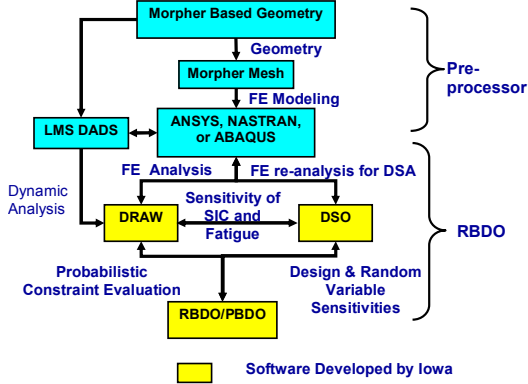 Morpher Based Geometry
Geometry
Pre-
processor
Morpher Mesh
FE Modeling
LMS DADS
ANSYS, NASTRAN,
or ABAQUS
FE Analysis
FE re-analysis for DSA
Dynamic
Analysis
Sensitivity of
SIC and
Fatigue
DRAW
DSO
RBDO
Probabilistic
Constraint Evaluation
Design & Random
Variable
Sensitivities
RBDO/PBDO
Software Developed by Iowa